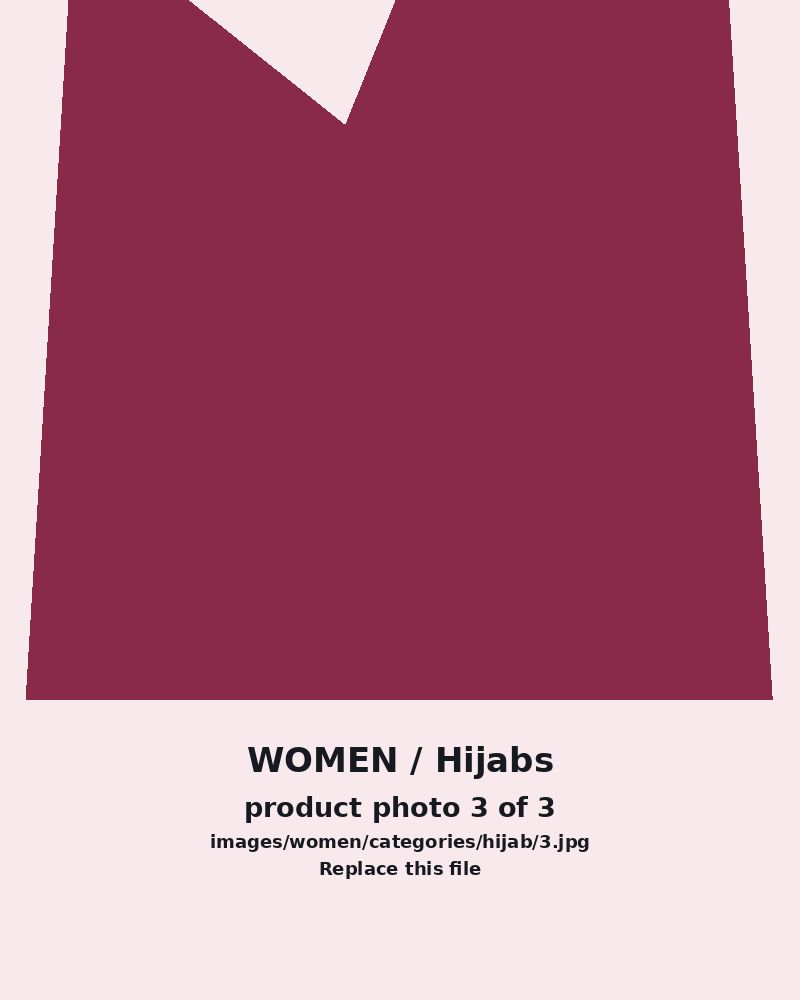 WOMEN / Hijabs
product photo 3 of 3
images/women/categories/hijab/3.jpg
Replace this file